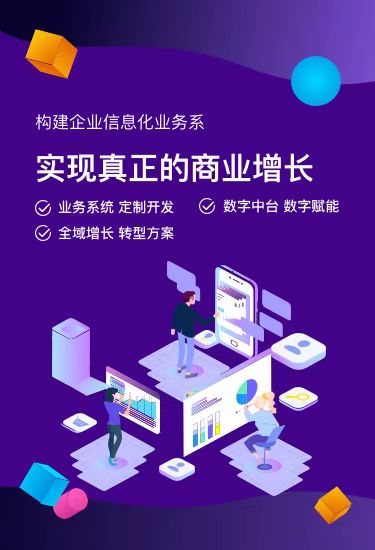 构建企业信息化业务系
实现真正的商业增长
业务系统 定制开发
数字中台 数字赋能
全域增长 转型方案